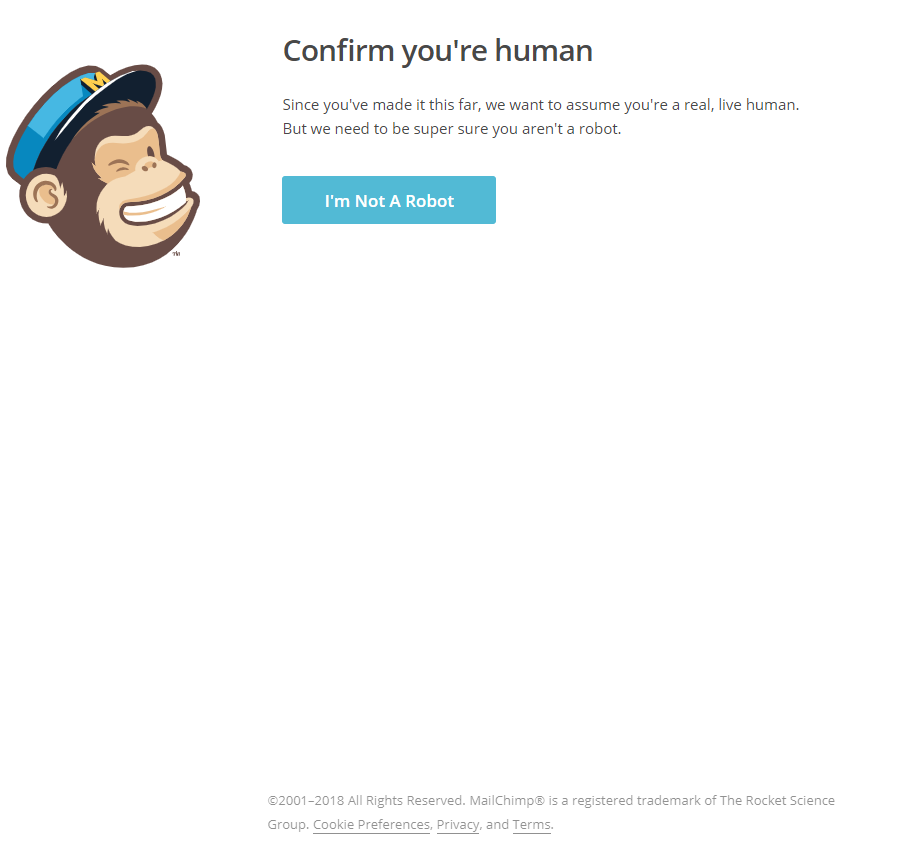 Confirm you're human
M
Since you've made it this far, we want to assume you're a real, live human.
But we need to be super sure you aren't a robot.
I'm Not A Robot
©2001–2018 All Rights Reserved. MailChimp® is a registered trademark of The Rocket Science
Group. Cookie Preferences, Privacy, and Terms.